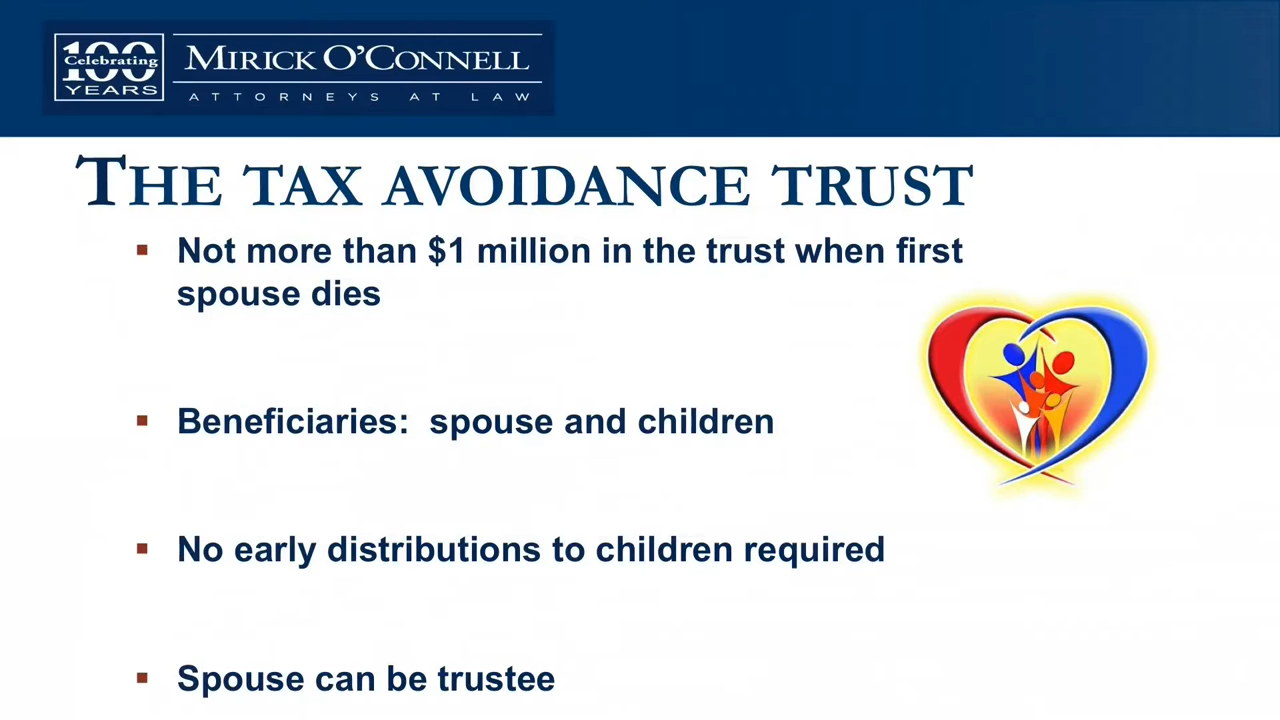 100
Celebrating
YEARS
MIRICK O'CONNELL
ATTORNEYS AT LAW
THE TAX AVOIDANCE TRUST
▪ Not more than $1 million in the trust when first
spouse dies
▪ Beneficiaries:  spouse and children
▪ No early distributions to children required
▪ Spouse can be trustee